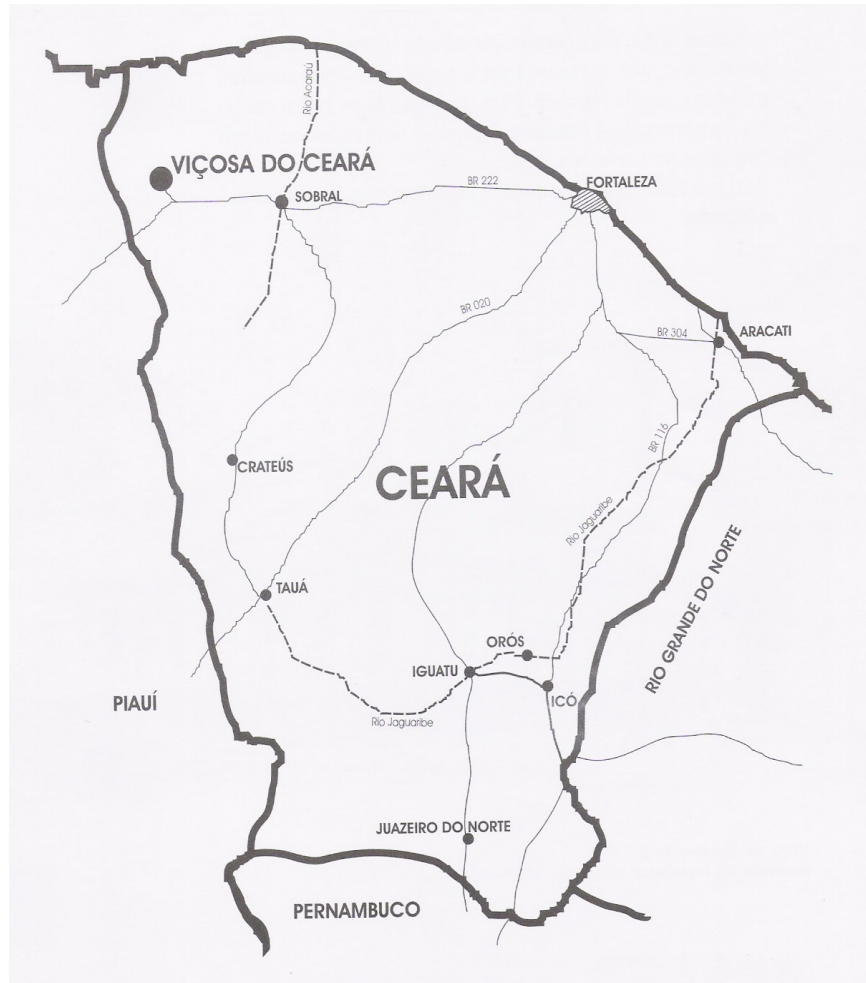 Rio Acaraú
VIÇOSA DO CEARÁ
SOBRAL
BR 222
FORTALEZA
BR 020
BR 304
ARACATI
CRATEÚS
CEARÁ
BR 116
Rio Jaguaribe
TAUÁ
RIO GRANDE DO NORTE
ORÓS
IGUATU
ICÓ
PIAUÍ
Rio Jaguaribe
JUAZEIRO DO NORTE
PERNAMBUCO